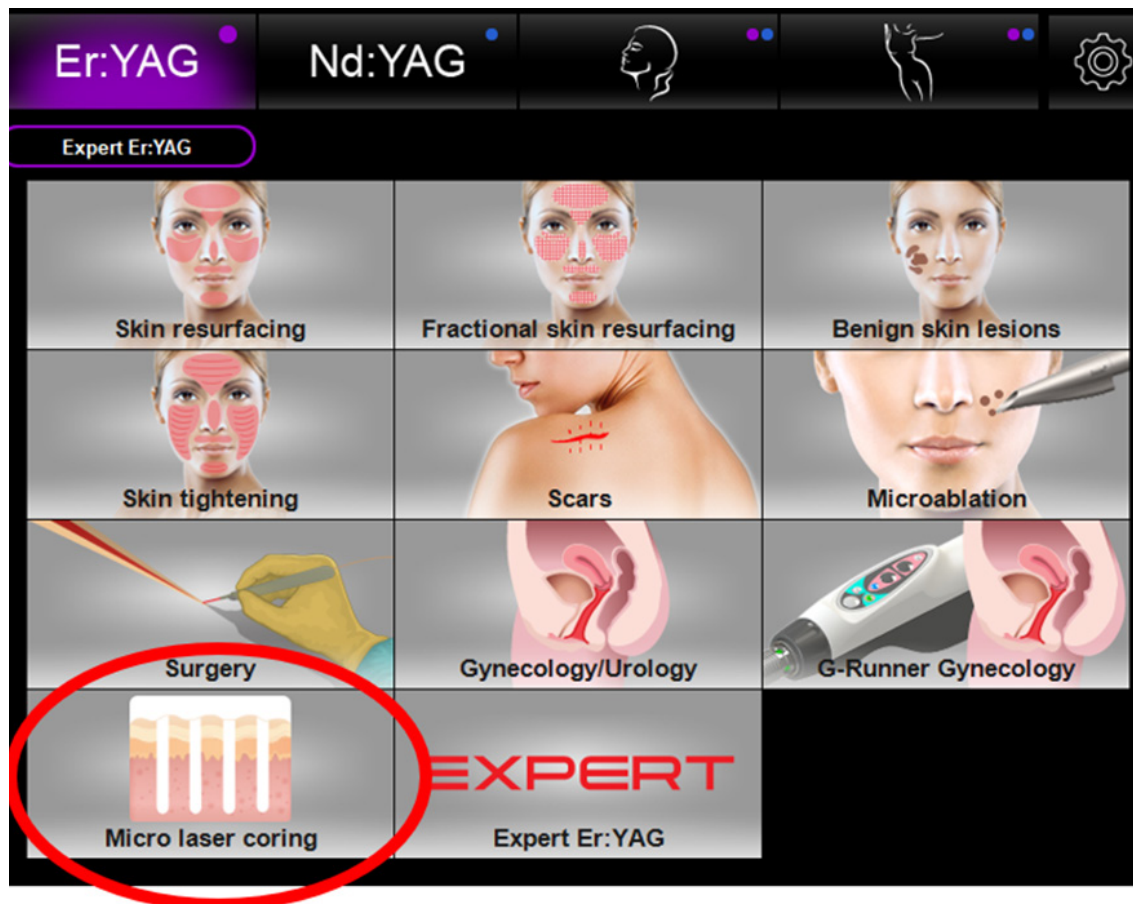 Er:YAG
Nd:YAG
Expert Er:YAG
Skin resurfacing
Fractional skin resurfacing
Benign skin lesions
Skin tightening
Scars
Microablation
Surgery
Gynecology/Urology
G-Runner Gynecology
Micro laser coring
EXPERT
Expert Er:YAG